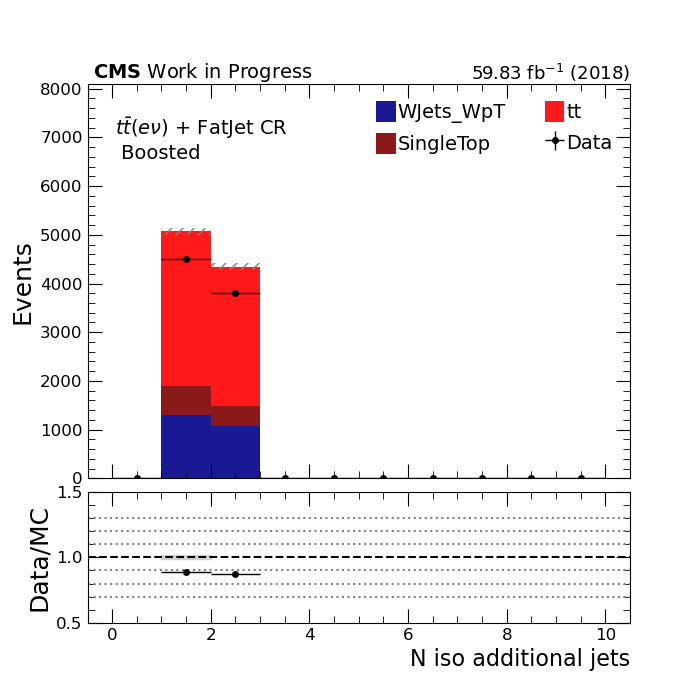 CMS Work in Progress 59.83 fb⁻¹ (2018)
8000
7000
6000
5000
4000
3000
2000
1000
0
Events
tt̄(eν) + FatJet CR
Boosted
WJets_WpT tt
SingleTop Data
1.5
1.0
0.5
Data/MC
0 2 4 6 8 10
N iso additional jets